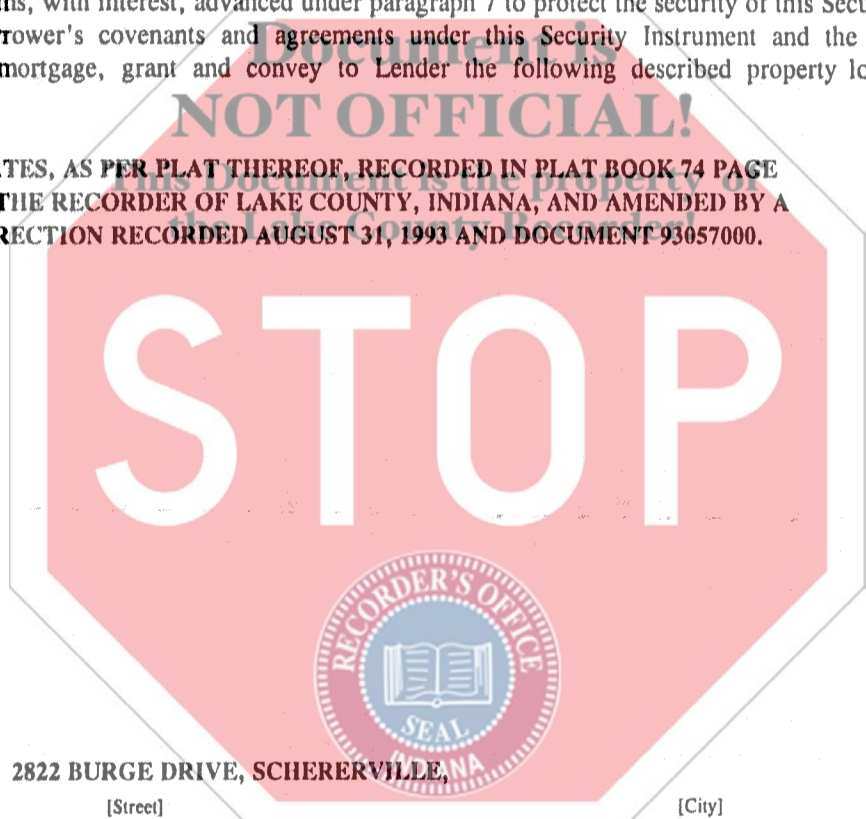 ns, with interest, advanced under paragraph 7 to protect the security of this Secu
rower's covenants and agreements under this Security Instrument and the
Document is
mortgage, grant and convey to Lender the following described property lo
NOT OFFICIAL!
TES, AS PER PLAT THEREOF, RECORDED IN PLAT BOOK 74 PAGE
This Document is the property of
THE RECORDER OF LAKE COUNTY, INDIANA, AND AMENDED BY A
the Lake County Recorder!
RECTION RECORDED AUGUST 31, 1993 AND DOCUMENT 93057000.
STOP
RECORDER'S OFFICE
SEAL
INDIANA
2822 BURGE DRIVE, SCHERERVILLE,
[Street] [City]